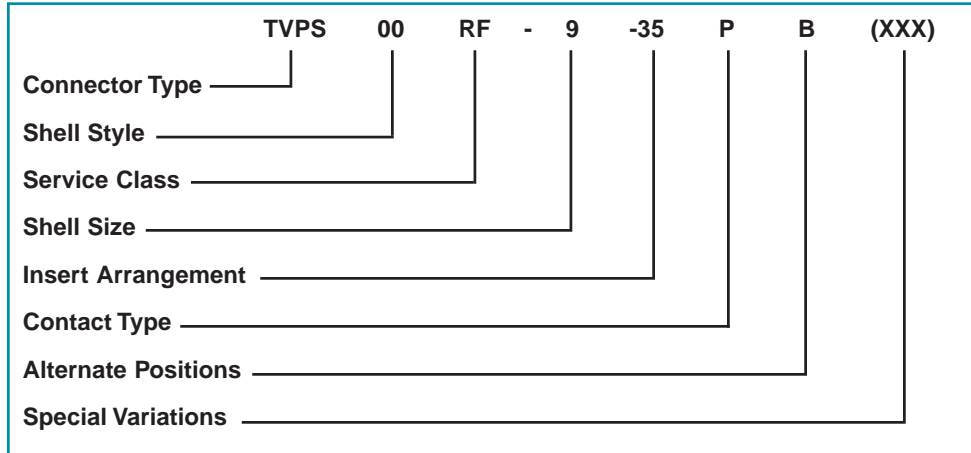 TVPS 00 RF - 9 -35 P B (XXX)
Connector Type
Shell Style
Service Class
Shell Size
Insert Arrangement
Contact Type
Alternate Positions
Special Variations